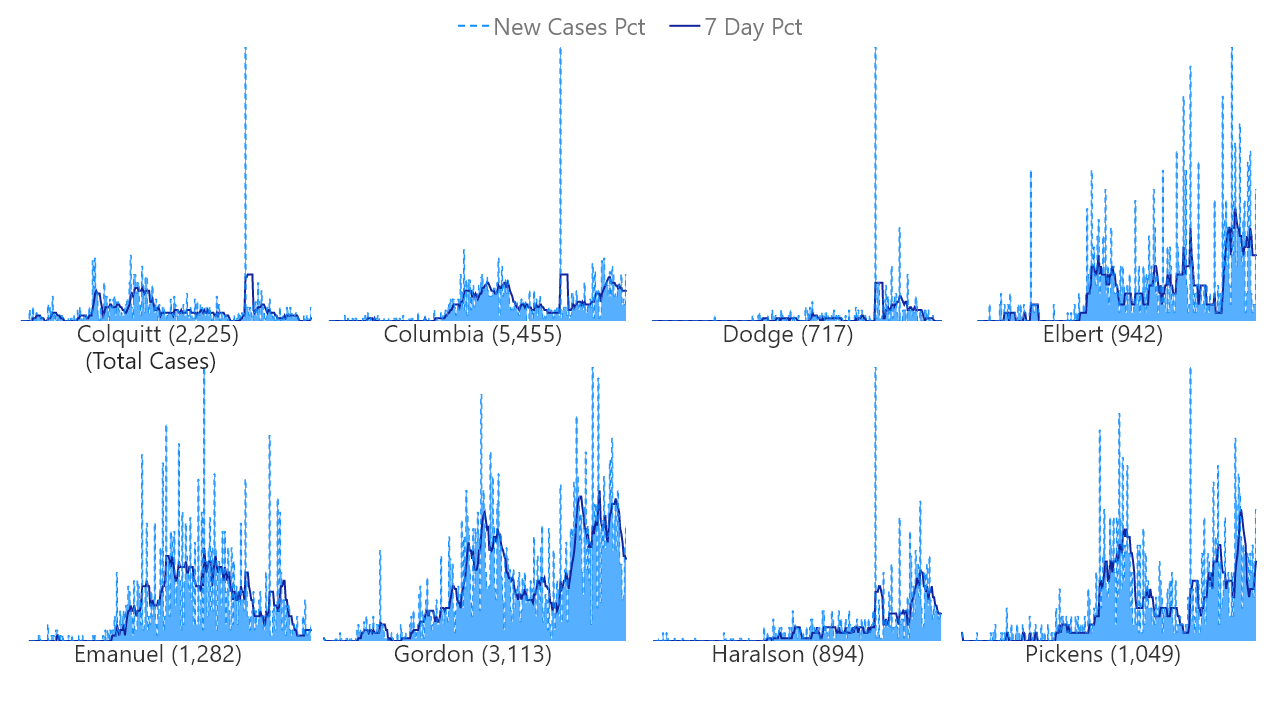 New Cases Pct 7 Day Pct
Colquitt (2,225) Columbia (5,455) Dodge (717) Elbert (942)
(Total Cases)
Emanuel (1,282) Gordon (3,113) Haralson (894) Pickens (1,049)